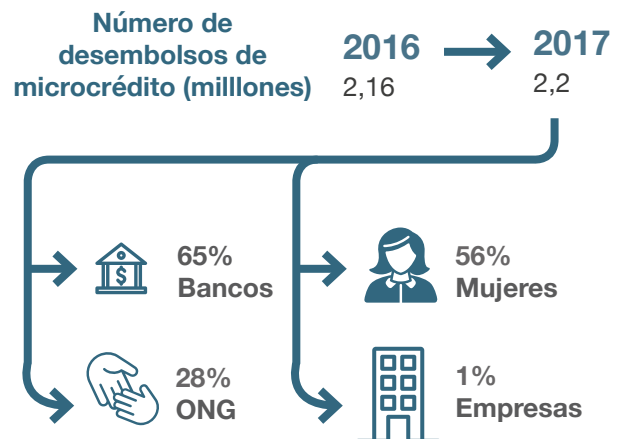 Número de
desembolsos de
microcrédito (milllones)
2016
2,16
2017
2,2
$
65%
Bancos
56%
Mujeres
28%
ONG
1%
Empresas